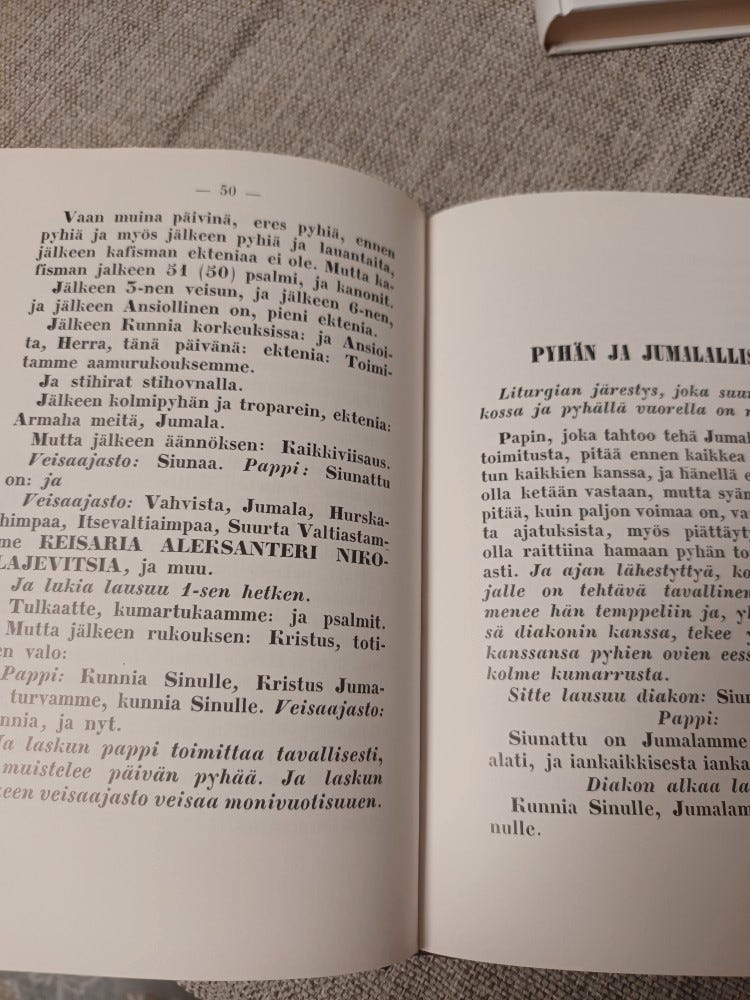 — 50 —
Vaan muina päivinä, eres pyhiä, ennen
pyhiä ja myös jälkeen pyhiä ja lauantaita,
jälkeen kafisman ekteniaa ei ole. Mutta ka-
fisman jalkeen 51 (50) psalmi, ja kanonit.
Jälkeen 3-nen veisun, ja jälkeen 6-nen,
ja jälkeen Ansiollinen on, pieni ektenia.
Jälkeen Kunnia korkeuksissa: ja Ansioi-
ta, Herra, tänä päivänä: ektenia: Toimi-
tamme aamurukouksemme.
Ja stihirat stihovnalla.
Jälkeen kolmipyhän ja troparein, ektenia:
Armaha meitä, Jumala.
Mutta jälkeen äännöksen: Kaikkiviisaus.
Veisaajasto: Siunaa. Pappi: Siunattu
on: ja
Veisaajasto: Vahvista, Jumala, Hurska-
himpaa, Itsevaltiaimpaa, Suurta Valtiastam-
me KEISARIA ALEKSANTERI NIKO-
LAJEVITSIA, ja muu.
Ja lukia lausuu 1-sen hetken.
Tulkaatte, kumartukaamme: ja psalmit.
Mutta jälkeen rukouksen: Kristus, toti-
en valo:
Pappi: Kunnia Sinulle, Kristus Juma-
turvamme, kunnia Sinulle. Veisaajasto:
nnia, ja nyt.
Ja laskun pappi toimittaa tavallisesti,
muistelee päivän pyhää. Ja laskun
keen veisaajasto veisaa monivuotisuuen.
PYHÄN JA JUMALALLIS
Liturgian järestys, joka suur
kossa ja pyhällä vuorella on n
Papin, joka tahtoo tehä Jumal
toimitusta, pitää ennen kaikkea
tun kaikkien kanssa, ja hänellä e
olla ketään vastaan, mutta syän
pitää, kuin paljon voimaa on, va
ta ajatuksista, myös piättäyty
olla raittiina hamaan pyhän to
asti. Ja ajan lähestyttyä, ko
jalle on tehtävä tavallinen
menee hän temppeliin ja, yl
sä diakonin kanssa, tekee y
kanssansa pyhien ovien eess
kolme kumarrusta.
Sitte lausuu diakon: Siun
Pappi:
Siunattu on Jumalamme
alati, ja iankaikkisesta ianka
Diakon alkaa la
Kunnia Sinulle, Jumalam
nulle.